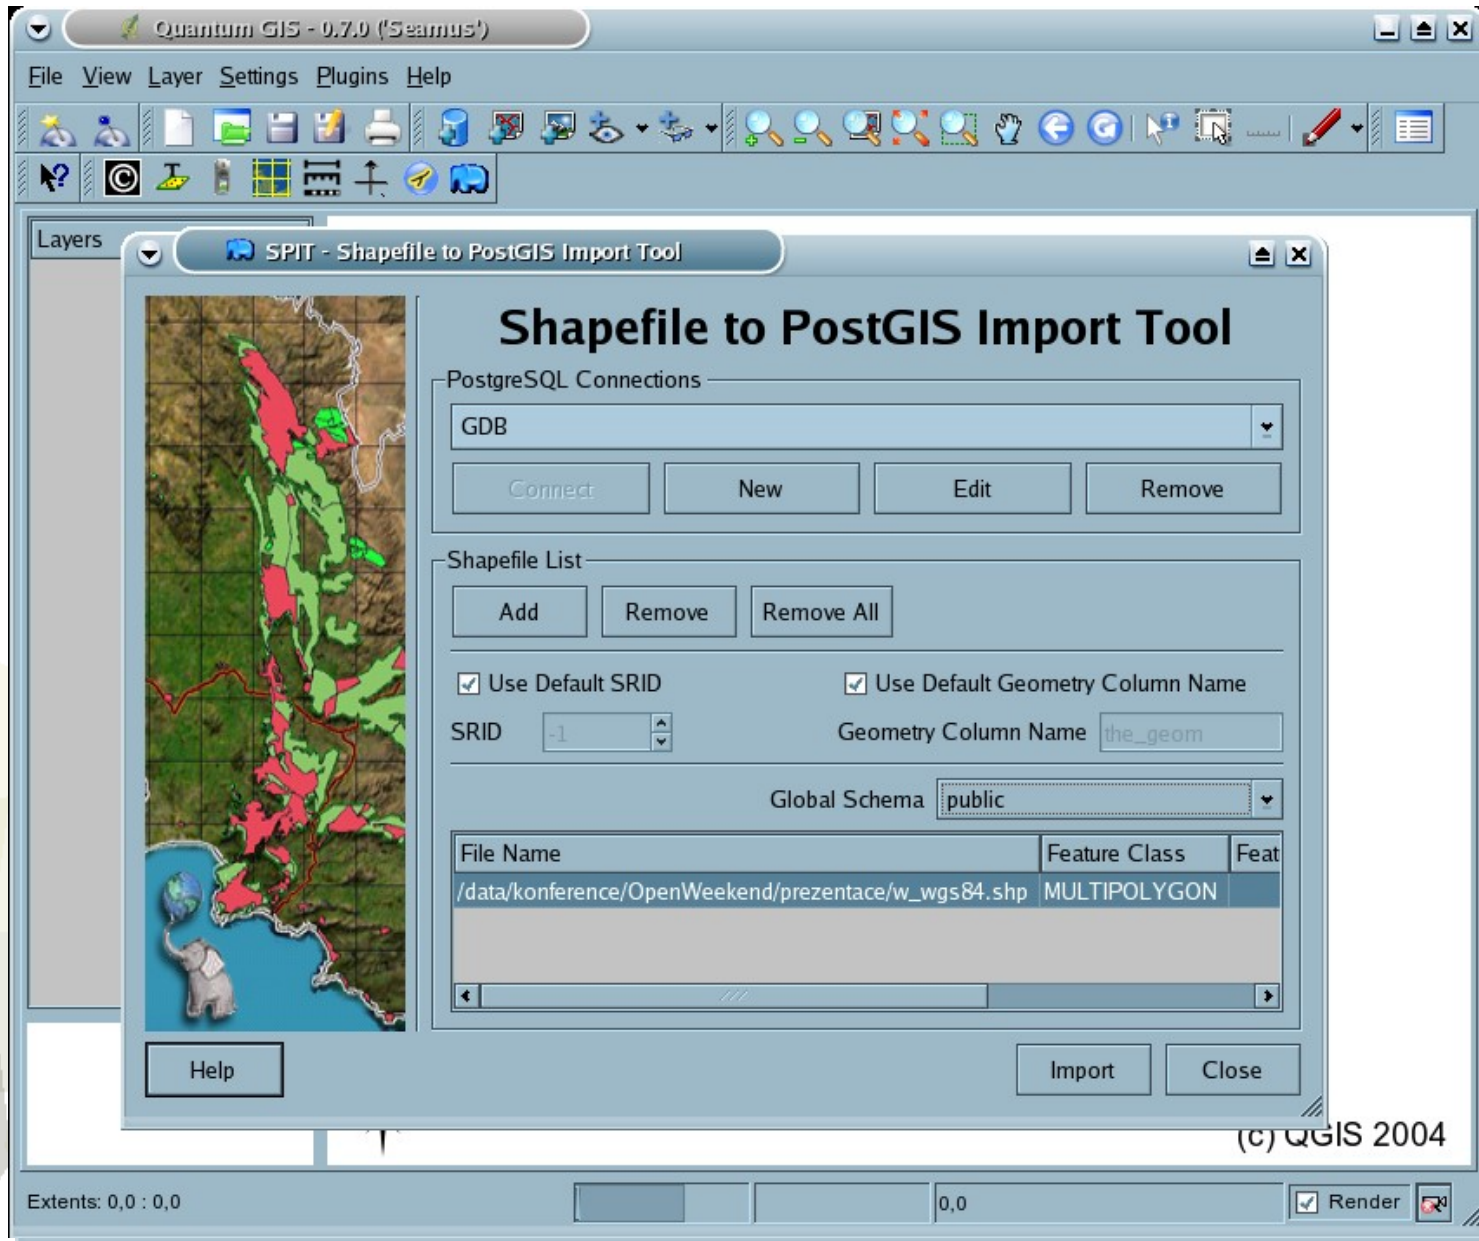 Quantum GIS - 0.7.0 ('Seamus')
File View Layer Settings Plugins Help
Layers
SPIT - Shapefile to PostGIS Import Tool
Shapefile to PostGIS Import Tool
PostgreSQL Connections
GDB
Connect New Edit Remove
Shapefile List
Add Remove Remove All
Use Default SRID Use Default Geometry Column Name
SRID -1 Geometry Column Name the_geom
Global Schema public
File Name Feature Class Feat
/data/konference/OpenWeekend/prezentace/w_wgs84.shp MULTIPOLYGON
Help Import Close
(c) QGIS 2004
Extents: 0,0 : 0,0 0,0 Render